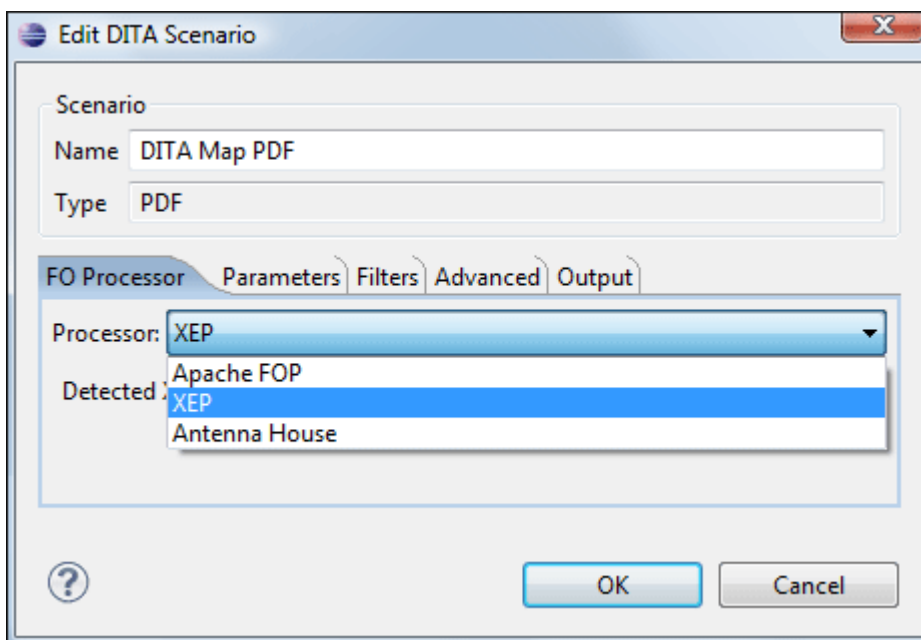 Edit DITA Scenario
Scenario
Name DITA Map PDF
Type PDF
FO Processor Parameters Filters Advanced Output
Processor: XEP
Apache FOP
Detected
XEP
Antenna House
? OK Cancel